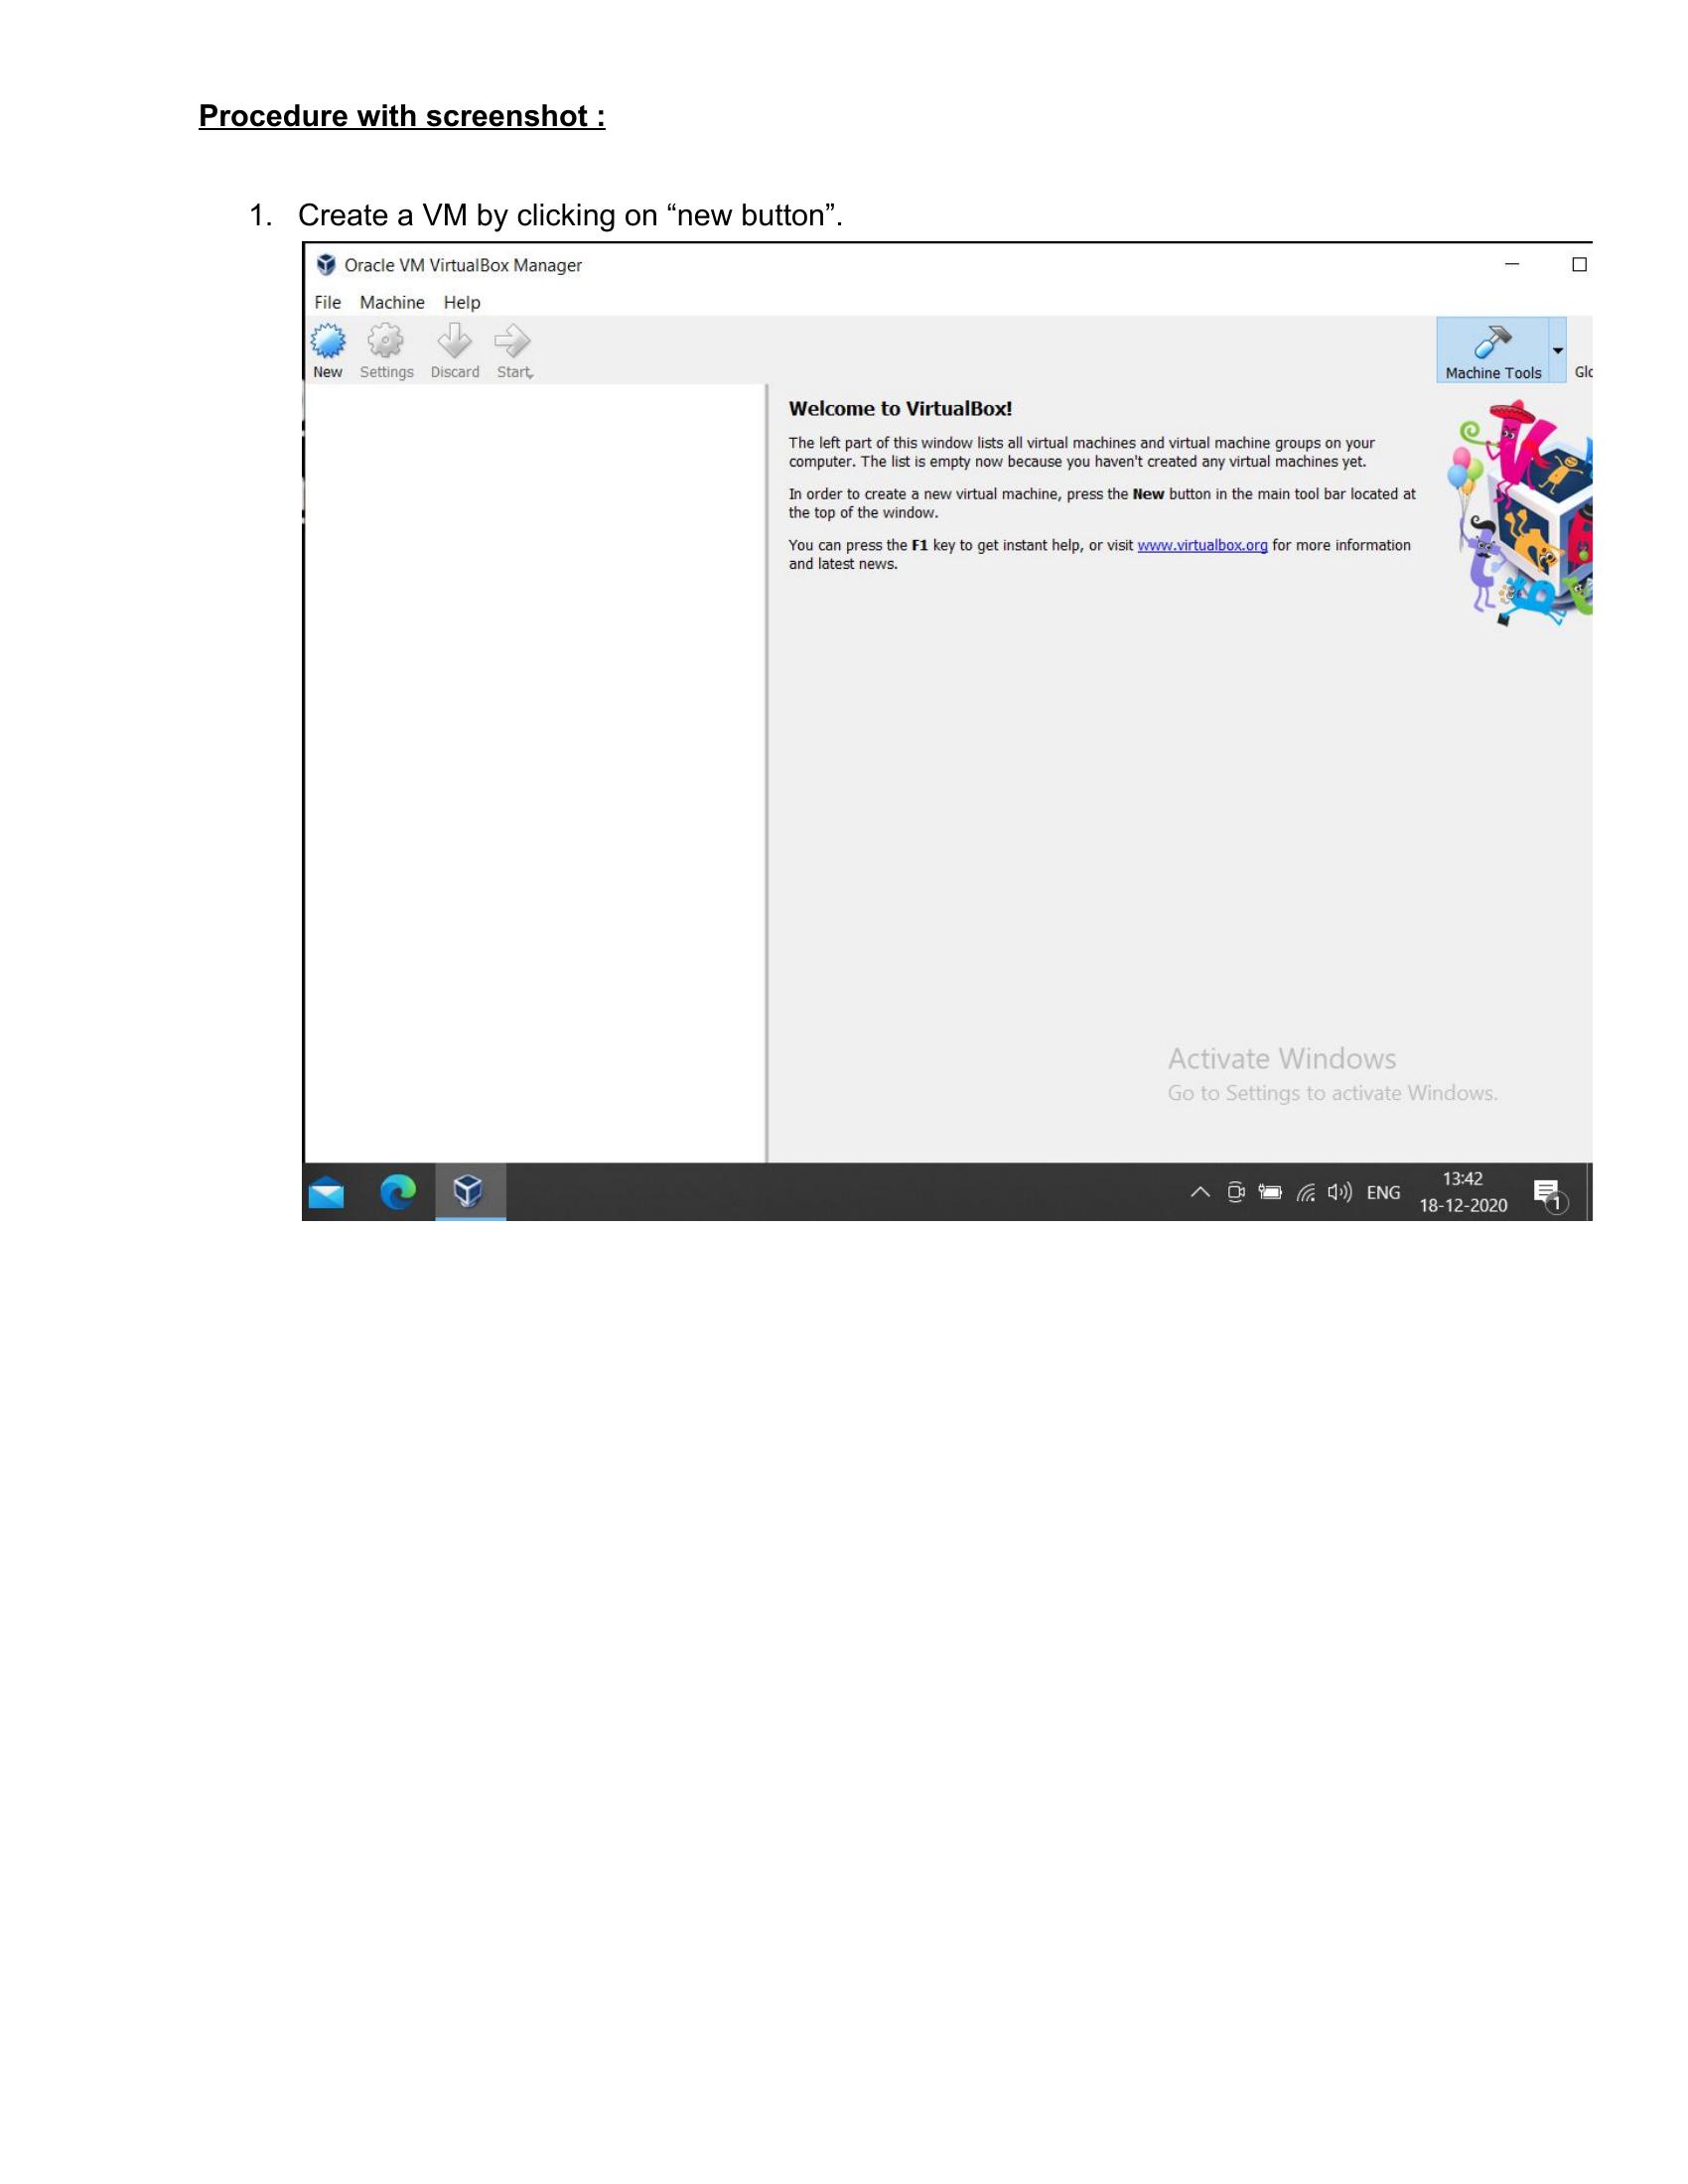 Procedure with screenshot :
1. Create a VM by clicking on “new button”.
Oracle VM VirtualBox Manager
File Machine Help
New Settings Discard Start
Machine Tools
Welcome to VirtualBox!
The left part of this window lists all virtual machines and virtual machine groups on your
computer. The list is empty now because you haven't created any virtual machines yet.
In order to create a new virtual machine, press the New button in the main tool bar located at
the top of the window.
You can press the F1 key to get instant help, or visit www.virtualbox.org for more information
and latest news.
Activate Windows
Go to Settings to activate Windows.
ENG
13:42
18-12-2020
1